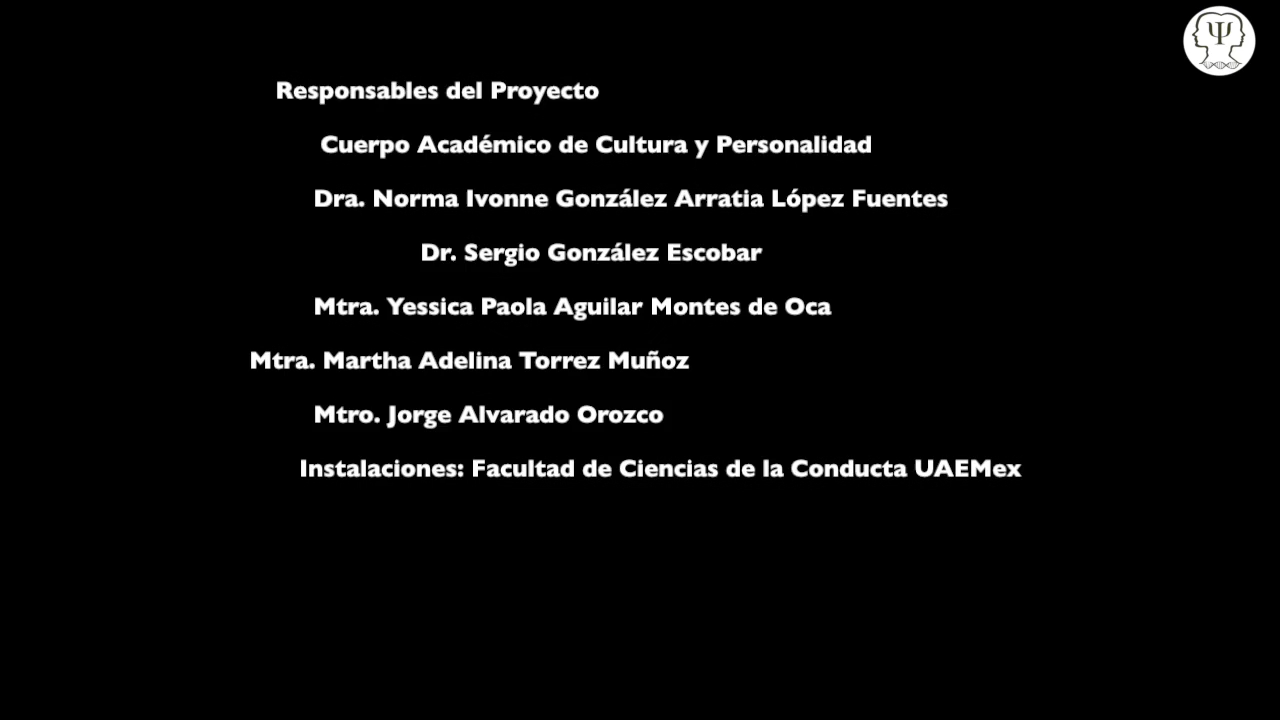 Responsables del Proyecto
Cuerpo Académico de Cultura y Personalidad
Dra. Norma Ivonne González Arratia López Fuentes
Dr. Sergio González Escobar
Mtra. Yessica Paola Aguilar Montes de Oca
Mtra. Martha Adelina Torrez Muñoz
Mtro. Jorge Alvarado Orozco
Instalaciones: Facultad de Ciencias de la Conducta UAEMex
Ψ